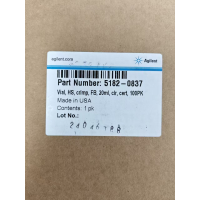 agilent.com
Agilent
Part Number: 5182-0837
Vial, HS, crimp, FB, 20ml, clr, cert, 100PK
Made in USA
Contents: 1 pk
Lot No.: